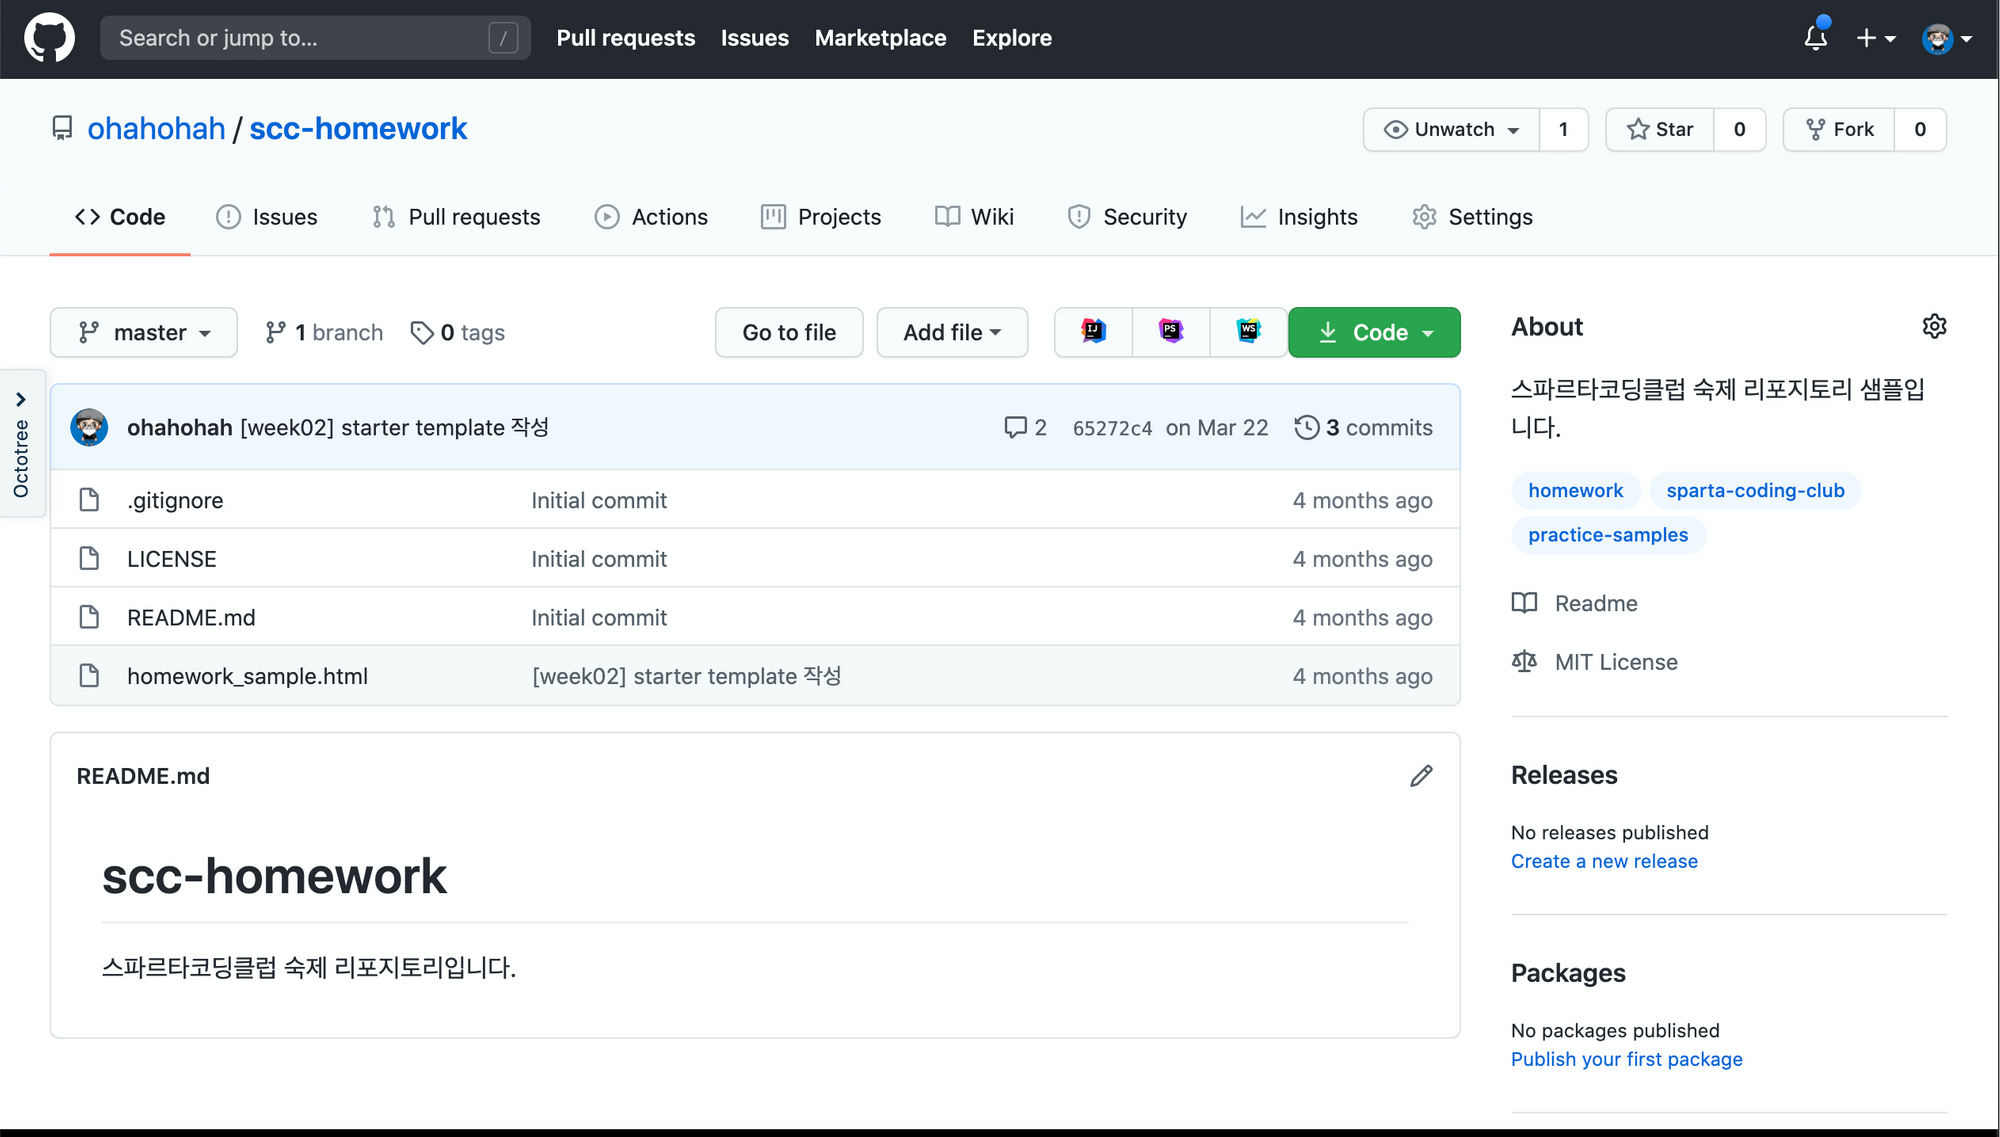 Search or jump to... /
Pull requests Issues Marketplace Explore
ohahohah / scc-homework
Unwatch 1 Star 0 Fork 0
Code Issues Pull requests Actions Projects Wiki Security Insights Settings
master 1 branch 0 tags Go to file Add file IJ PS WS Code
Octotree
ohahohah [week02] starter template 작성 2 65272c4 on Mar 22 3 commits
.gitignore Initial commit 4 months ago
LICENSE Initial commit 4 months ago
README.md Initial commit 4 months ago
homework_sample.html [week02] starter template 작성 4 months ago
README.md
scc-homework
스파르타코딩클럽 숙제 리포지토리입니다.
About
스파르타코딩클럽 숙제 리포지토리 샘플입
니다.
homework sparta-coding-club
practice-samples
Readme
MIT License
Releases
No releases published
Create a new release
Packages
No packages published
Publish your first package